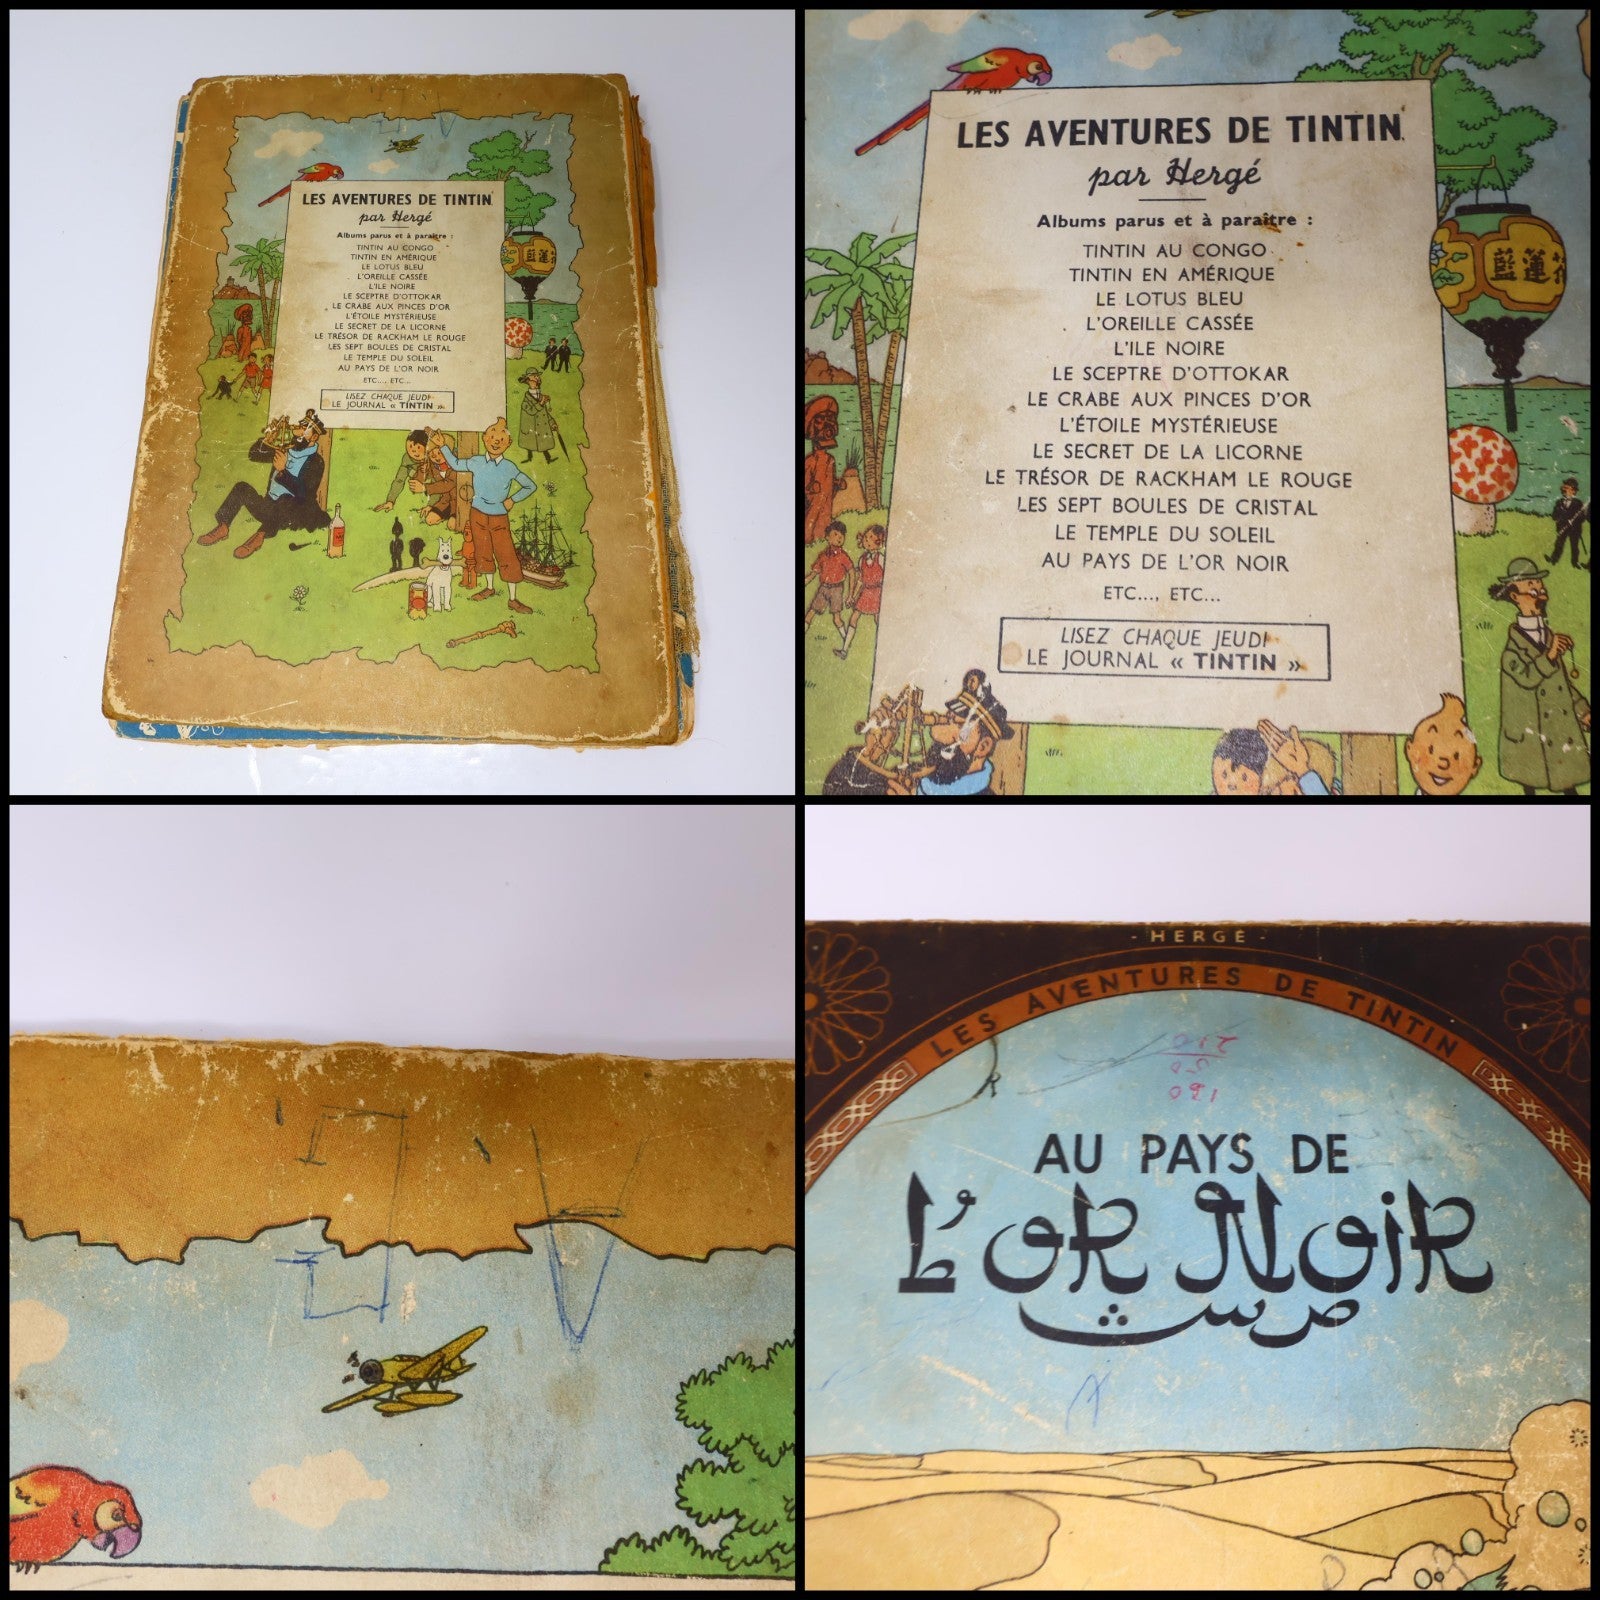 LES AVENTURES DE TINTIN
par Hergé
Albums parus et à paraître :
TINTIN AU CONGO
TINTIN EN AMÉRIQUE
LE LOTUS BLEU
L'OREILLE CASSÉE
L'ILE NOIRE
LE SCEPTRE D'OTTOKAR
LE CRABE AUX PINCES D'OR
L'ÉTOILE MYSTÉRIEUSE
LE SECRET DE LA LICORNE
LE TRÉSOR DE RACKHAM LE ROUGE
LES SEPT BOULES DE CRISTAL
LE TEMPLE DU SOLEIL
AU PAYS DE L'OR NOIR
ETC..., ETC...
LISEZ CHAQUE JEUDI
LE JOURNAL « TINTIN »
LES AVENTURES DE TINTIN
par Hergé
Albums parus et à paraître :
TINTIN AU CONGO
TINTIN EN AMÉRIQUE
LE LOTUS BLEU
L'OREILLE CASSÉE
L'ILE NOIRE
LE SCEPTRE D'OTTOKAR
LE CRABE AUX PINCES D'OR
L'ÉTOILE MYSTÉRIEUSE
LE SECRET DE LA LICORNE
LE TRÉSOR DE RACKHAM LE ROUGE
LES SEPT BOULES DE CRISTAL
LE TEMPLE DU SOLEIL
AU PAYS DE L'OR NOIR
ETC..., ETC...
LISEZ CHAQUE JEUDI
LE JOURNAL « TINTIN »
- HERGÉ -
LES AVENTURES DE TINTIN
AU PAYS DE
L'OR NOIR